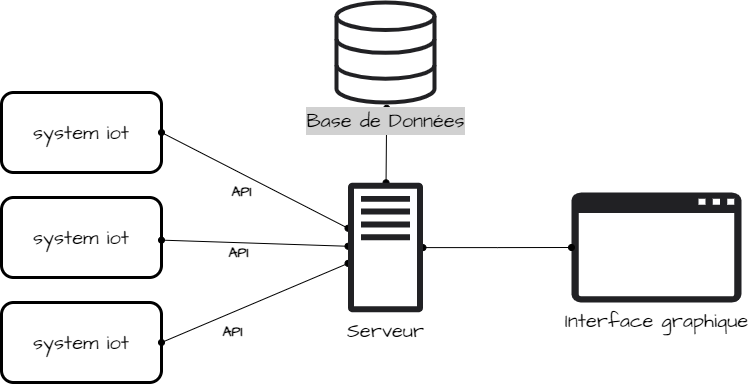 Base de Données
system iot
API
system iot
API
system iot
API
Serveur
Interface graphique